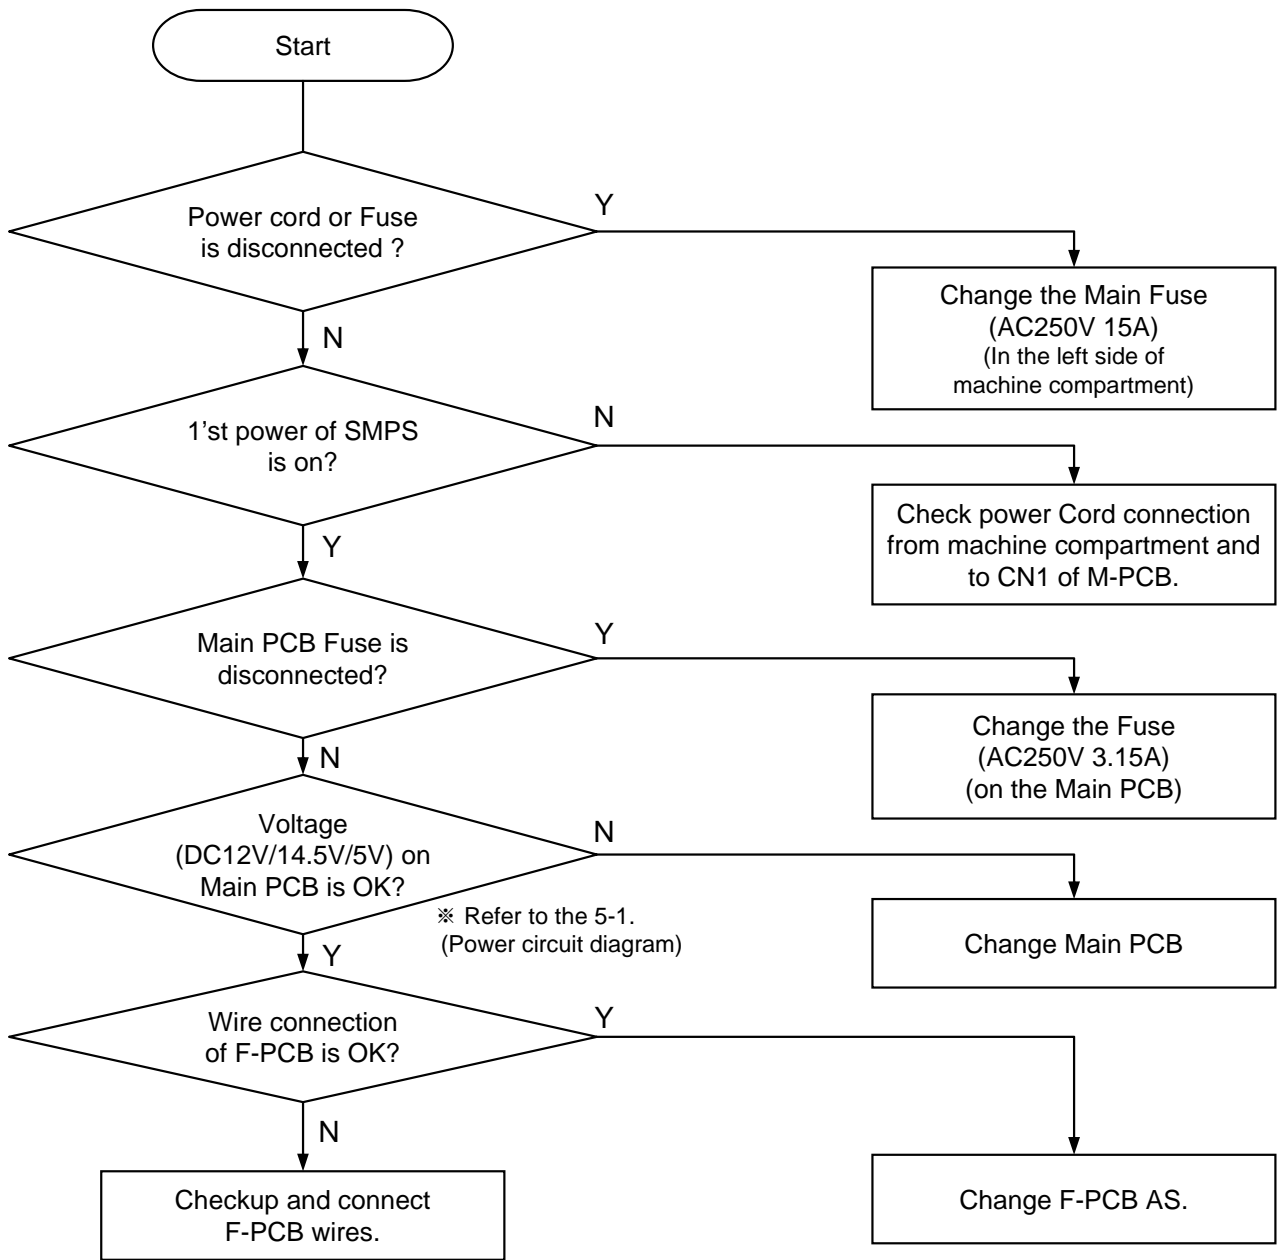 Start
Power cord or Fuse
is disconnected ?
Y
Change the Main Fuse
(AC250V 15A)
(In the left side of
machine compartment)
N
1'st power of SMPS
is on?
N
Check power Cord connection
from machine compartment and
to CN1 of M-PCB.
Y
Main PCB Fuse is
disconnected?
Y
Change the Fuse
(AC250V 3.15A)
(on the Main PCB)
N
Voltage
(DC12V/14.5V/5V) on
Main PCB is OK?
N
※ Refer to the 5-1.
(Power circuit diagram)
Change Main PCB
Y
Wire connection
of F-PCB is OK?
Y
Change F-PCB AS.
N
Checkup and connect
F-PCB wires.